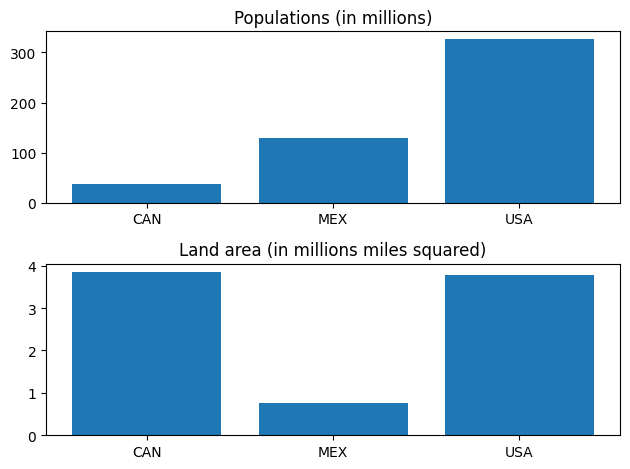 Populations (in millions)
300
200
100
0
CAN MEX USA
Land area (in millions miles squared)
4
3
2
1
0
CAN MEX USA